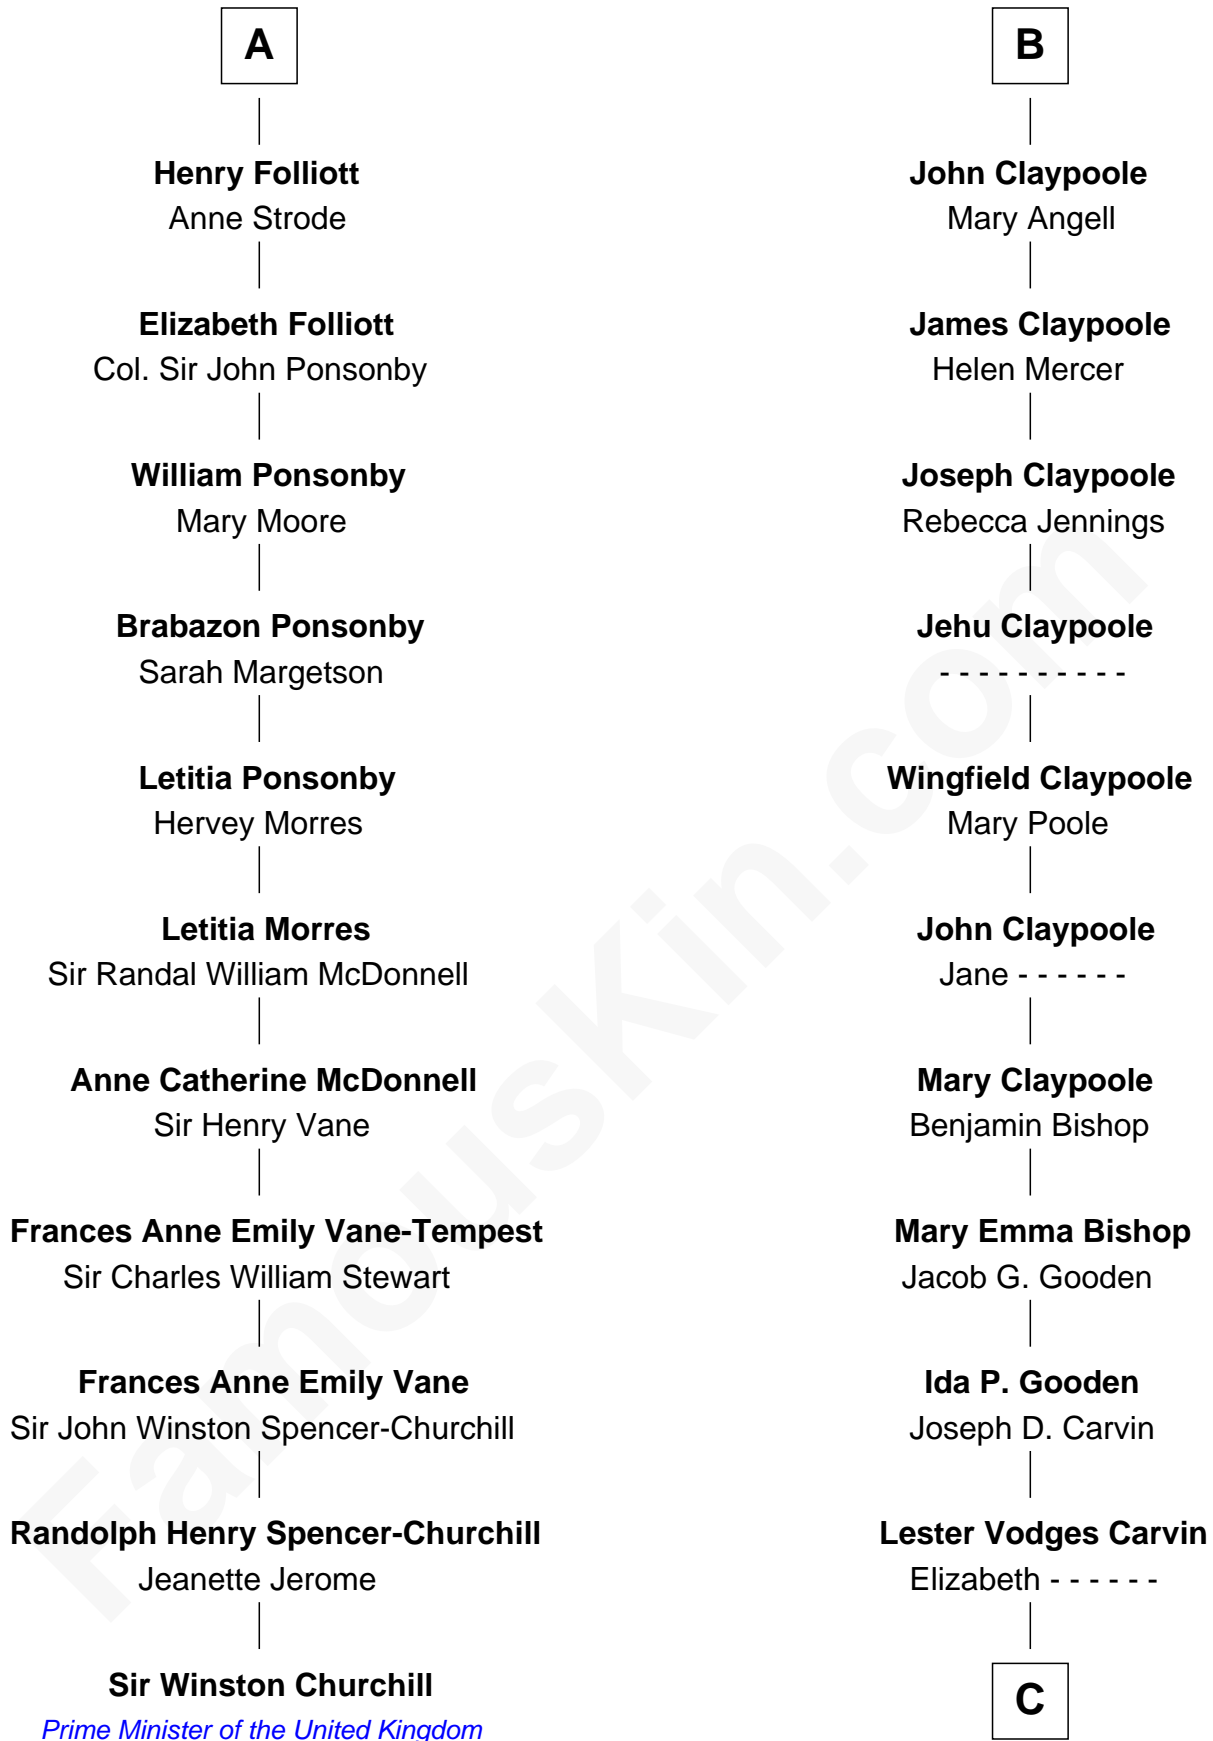 A
Henry Folliott
Anne Strode
Elizabeth Folliott
Col. Sir John Ponsonby
William Ponsonby
Mary Moore
Brabazon Ponsonby
Sarah Margetson
Letitia Ponsonby
Hervey Morres
Letitia Morres
Sir Randal William McDonnell
Anne Catherine McDonnell
Sir Henry Vane
Frances Anne Emily Vane-Tempest
Sir Charles William Stewart
Frances Anne Emily Vane
Sir John Winston Spencer-Churchill
Randolph Henry Spencer-Churchill
Jeanette Jerome
Sir Winston Churchill
Prime Minister of the United Kingdom
B
John Claypoole
Mary Angell
James Claypoole
Helen Mercer
Joseph Claypoole
Rebecca Jennings
Jehu Claypoole
- - - - - - - - - -
Wingfield Claypoole
Mary Poole
John Claypoole
Jane - - - - - -
Mary Claypoole
Benjamin Bishop
Mary Emma Bishop
Jacob G. Gooden
Ida P. Gooden
Joseph D. Carvin
Lester Vodges Carvin
Elizabeth - - - - - -
C
FamousKin.com